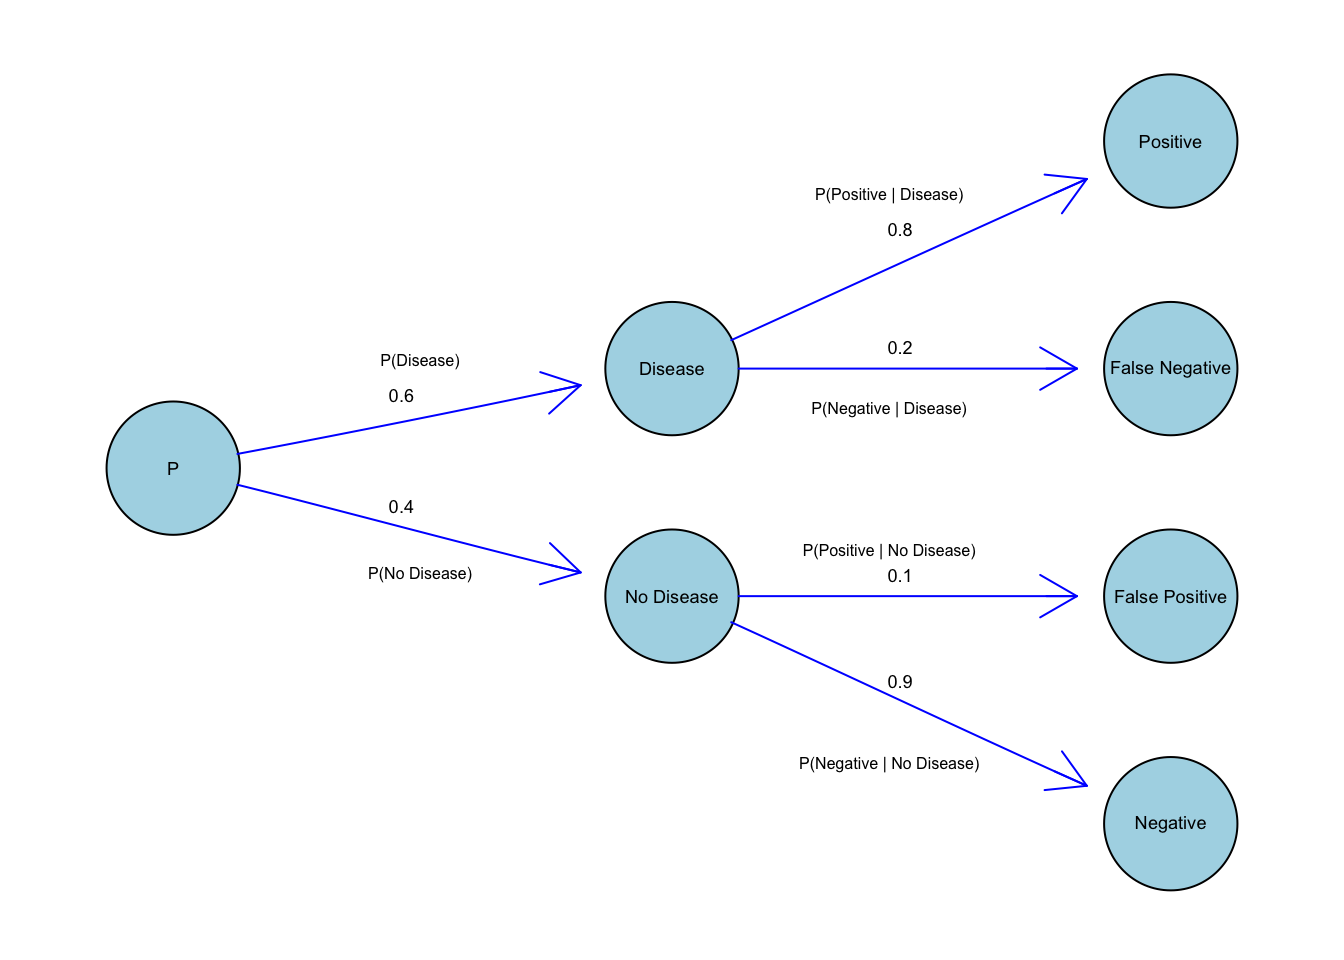 Positive
P(Positive | Disease)
0.8
P(Disease)
0.6
Disease
0.2
P(Negative | Disease)
False Negative
P
0.4
P(No Disease)
No Disease
P(Positive | No Disease)
0.1
False Positive
0.9
P(Negative | No Disease)
Negative